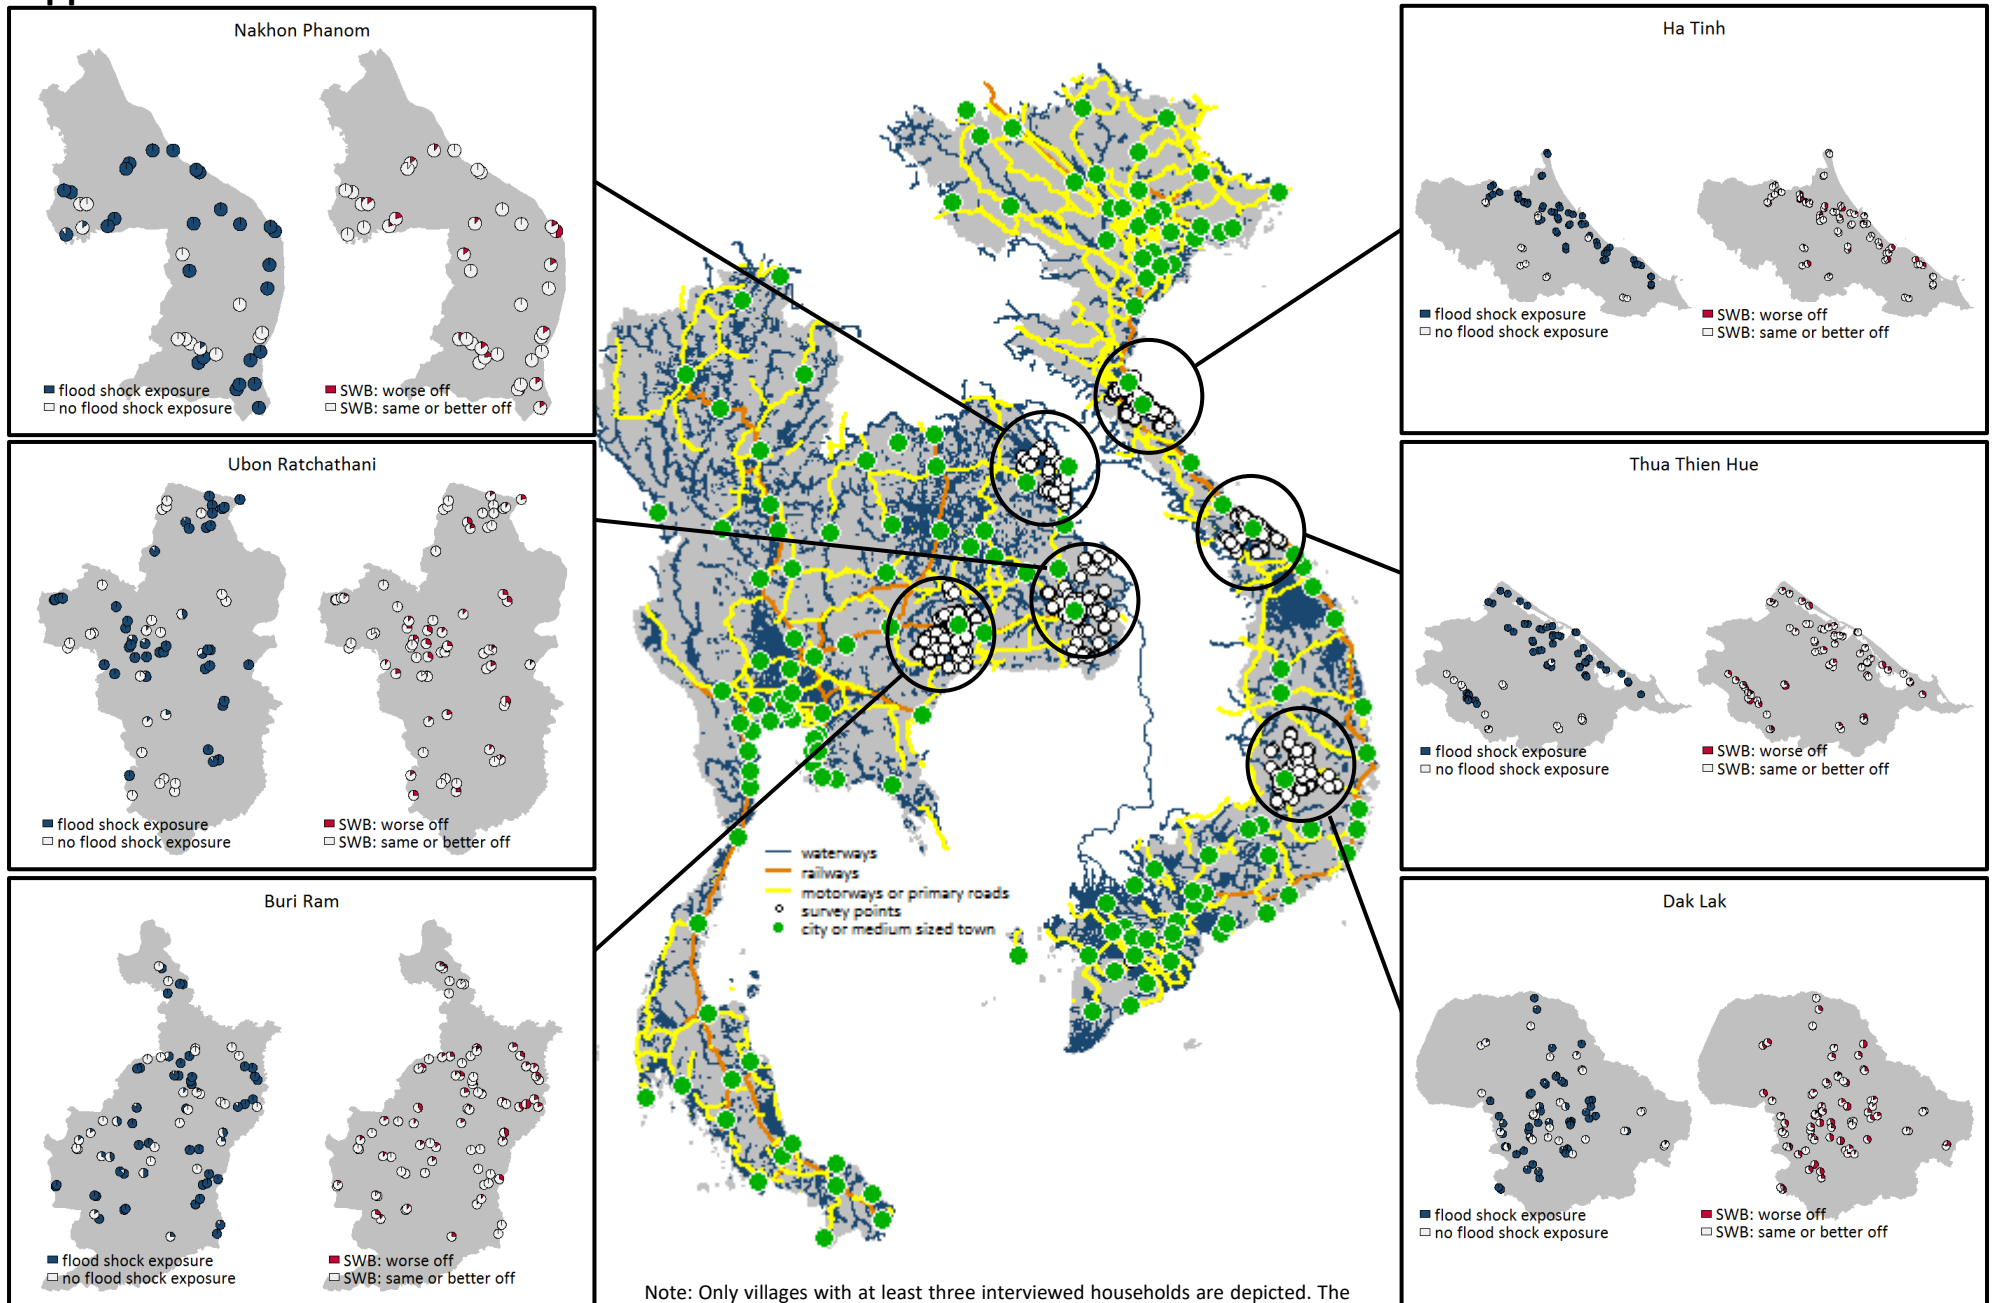 Nakhon Phanom
flood shock exposure
no flood shock exposure
SWB: worse off
SWB: same or better off
Ubon Ratchathani
flood shock exposure
no flood shock exposure
SWB: worse off
SWB: same or better off
Buri Ram
flood shock exposure
no flood shock exposure
SWB: worse off
SWB: same or better off
waterways
railways
motorways or primary roads
survey points
city or medium sized town
Note: Only villages with at least three interviewed households are depicted. The
Ha Tinh
flood shock exposure
no flood shock exposure
SWB: worse off
SWB: same or better off
Thua Thien Hue
flood shock exposure
no flood shock exposure
SWB: worse off
SWB: same or better off
Dak Lak
flood shock exposure
no flood shock exposure
SWB: worse off
SWB: same or better off